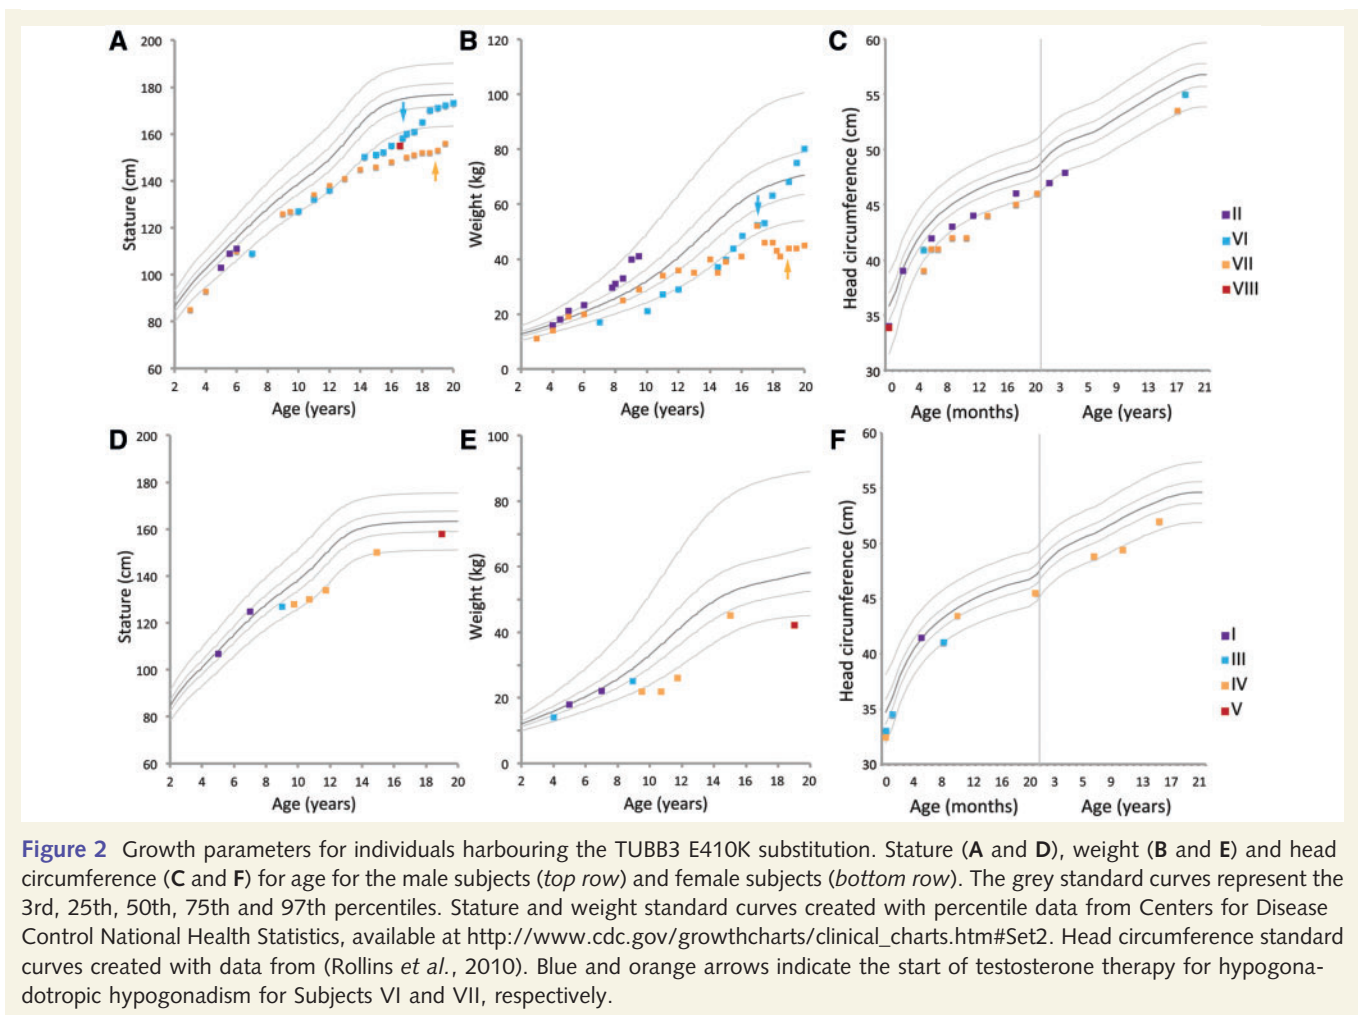 A
200
180
160
140
120
100
80
60
Stature (cm)
2 4 6 8 10 12 14 16 18 20
Age (years)
B
120
100
80
60
40
20
0
Weight (kg)
2 4 6 8 10 12 14 16 18 20
Age (years)
C
60
55
50
45
40
35
30
Head circumference (cm)
0 4 8 12 16 20 3 5 9 13 17 21
Age (months) Age (years)
II
VI
VII
VIII
D
200
180
160
140
120
100
80
60
Stature (cm)
2 4 6 8 10 12 14 16 18 20
Age (years)
E
100
80
60
40
20
0
Weight (kg)
2 4 6 8 10 12 14 16 18 20
Age (years)
F
60
55
50
45
40
35
30
Head circumference (cm)
0 4 8 12 16 20 3 5 9 13 17 21
Age (months) Age (years)
I
III
IV
V
Figure 2 Growth parameters for individuals harbouring the TUBB3 E410K substitution. Stature (A and D), weight (B and E) and head
circumference (C and F) for age for the male subjects (top row) and female subjects (bottom row). The grey standard curves represent the
3rd, 25th, 50th, 75th and 97th percentiles. Stature and weight standard curves created with percentile data from Centers for Disease
Control National Health Statistics, available at http://www.cdc.gov/growthcharts/clinical_charts.htm#Set2. Head circumference standard
curves created with data from (Rollins et al., 2010). Blue and orange arrows indicate the start of testosterone therapy for hypogona-
dotropic hypogonadism for Subjects VI and VII, respectively.